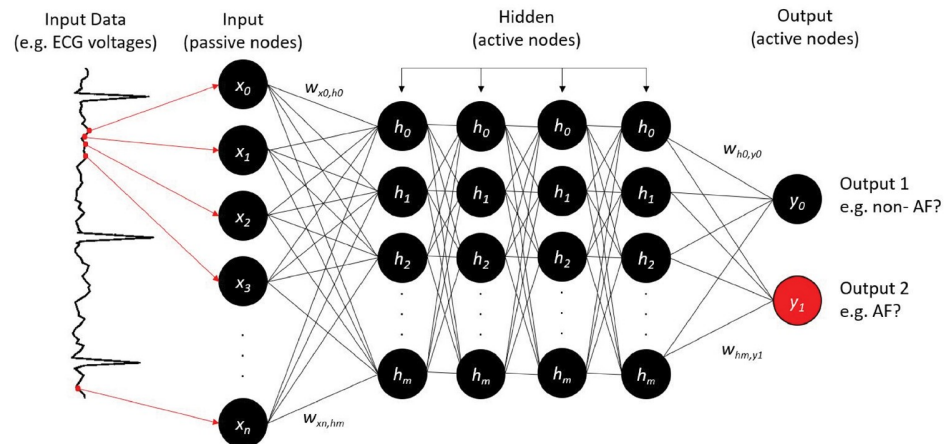 Input Data
(e.g. ECG voltages)
Input
(passive nodes)
Hidden
(active nodes)
Output
(active nodes)
x0
x1
x2
x3
xn
wx0,h0
wxn,hm
h0 h0 h0 h0
h1 h1 h1 h1
h2 h2 h2 h2
hm hm hm hm
wh0,y0
whm,y1
y0
Output 1
e.g. non- AF?
y1
Output 2
e.g. AF?